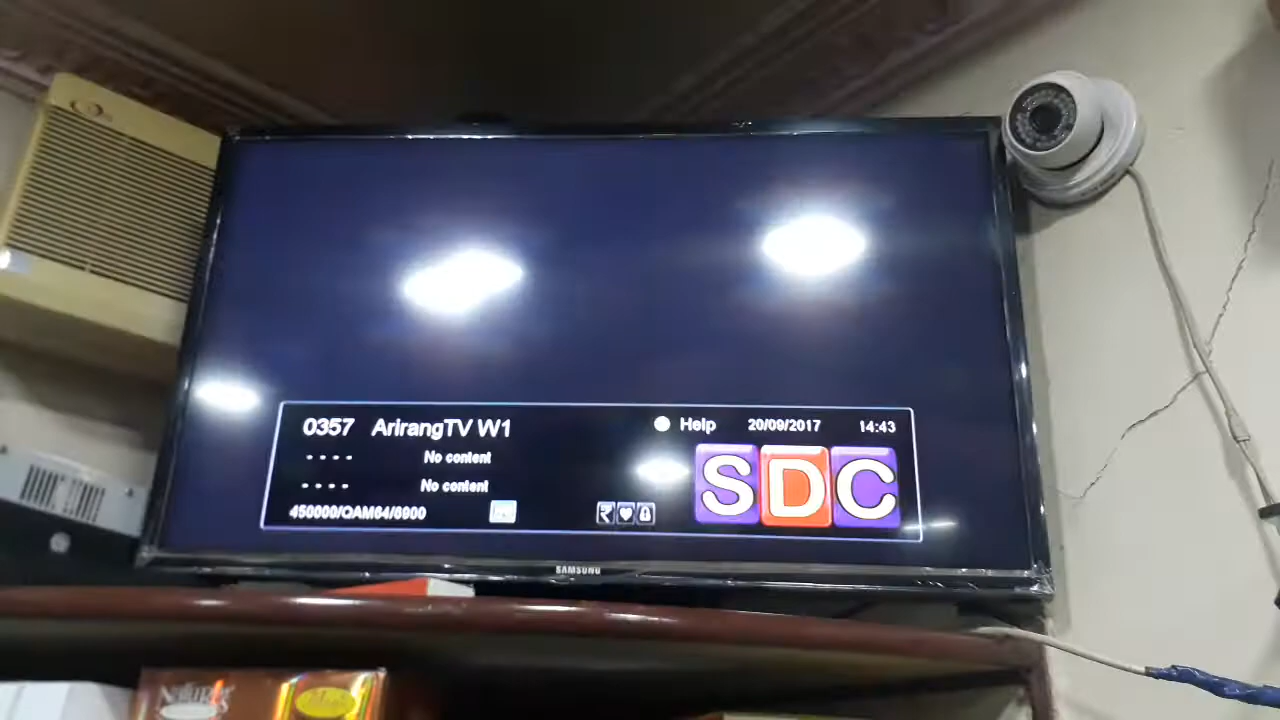 0357 ArirangTV W1
Help 20/09/2017 14:43
- - - - No content
- - - - No content
450000/QAM64/6900
SDC
SAMSUNG